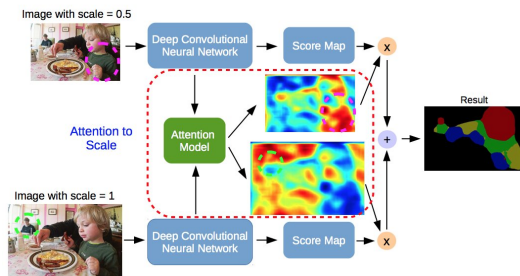 Image with scale = 0.5
Deep Convolutional
Neural Network
Score Map
x
Result
Attention to
Scale
Attention
Model
+
Image with scale = 1
Deep Convolutional
Neural Network
Score Map
x